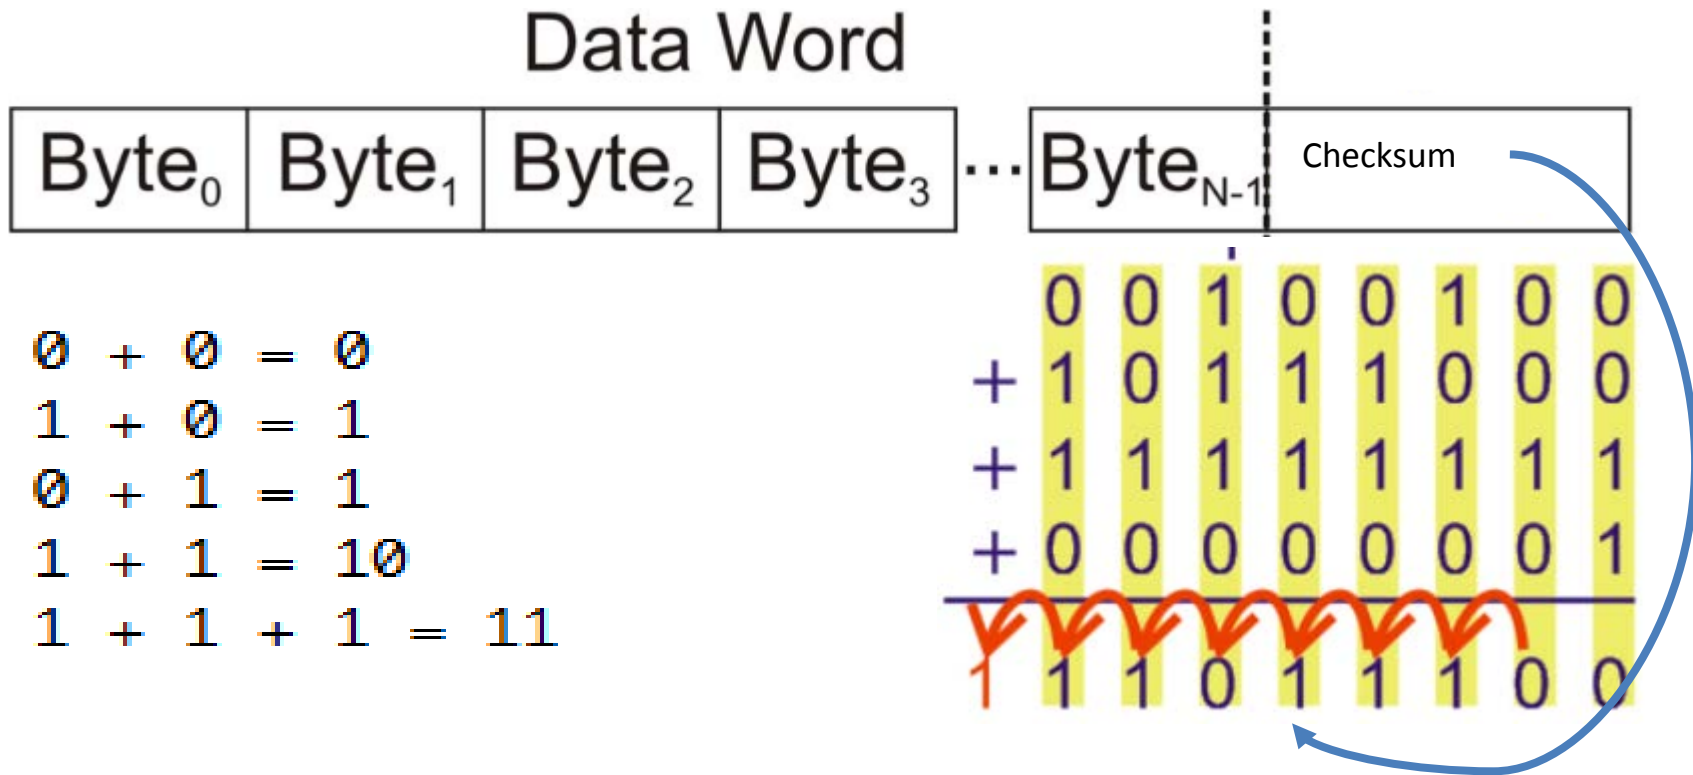 Data Word
Byte0 Byte1 Byte2 Byte3 ... ByteN-1 Checksum
0 + 0 = 0
1 + 0 = 1
0 + 1 = 1
1 + 1 = 10
1 + 1 + 1 = 11
0 0 1 0 0 1 0 0
+ 1 0 1 1 1 0 0 0
+ 1 1 1 1 1 1 1 1
+ 0 0 0 0 0 0 0 1
1 1 1 0 1 1 1 0 0